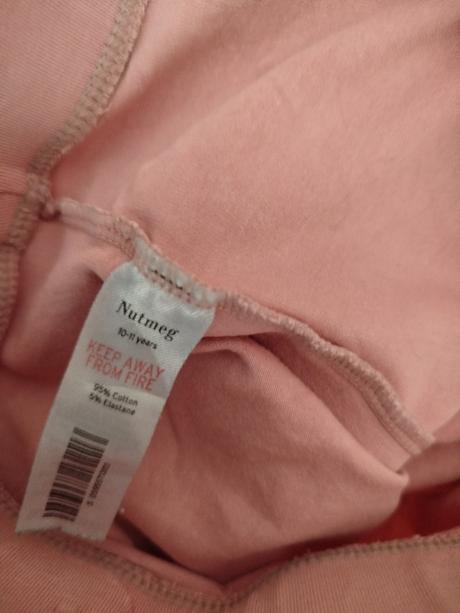 Nutmeg
10-11 years
KEEP AWAY
FROM FIRE
95% Cotton
5% Elastane